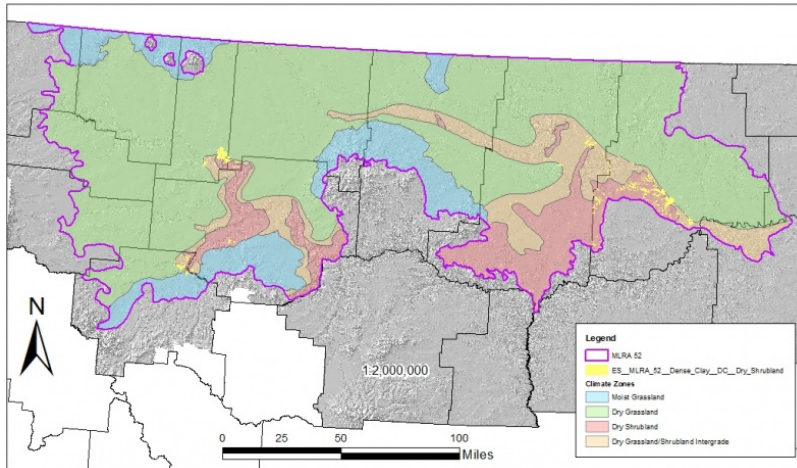 N
1:2,000,000
0 25 50 100
Miles
Legend
MLRA 52
ES__MLRA_52__Dense_Clay__DC__Dry_Shrubland
Climate Zones
Moist Grassland
Dry Grassland
Dry Shrubland
Dry Grassland/Shrubland Intergrade